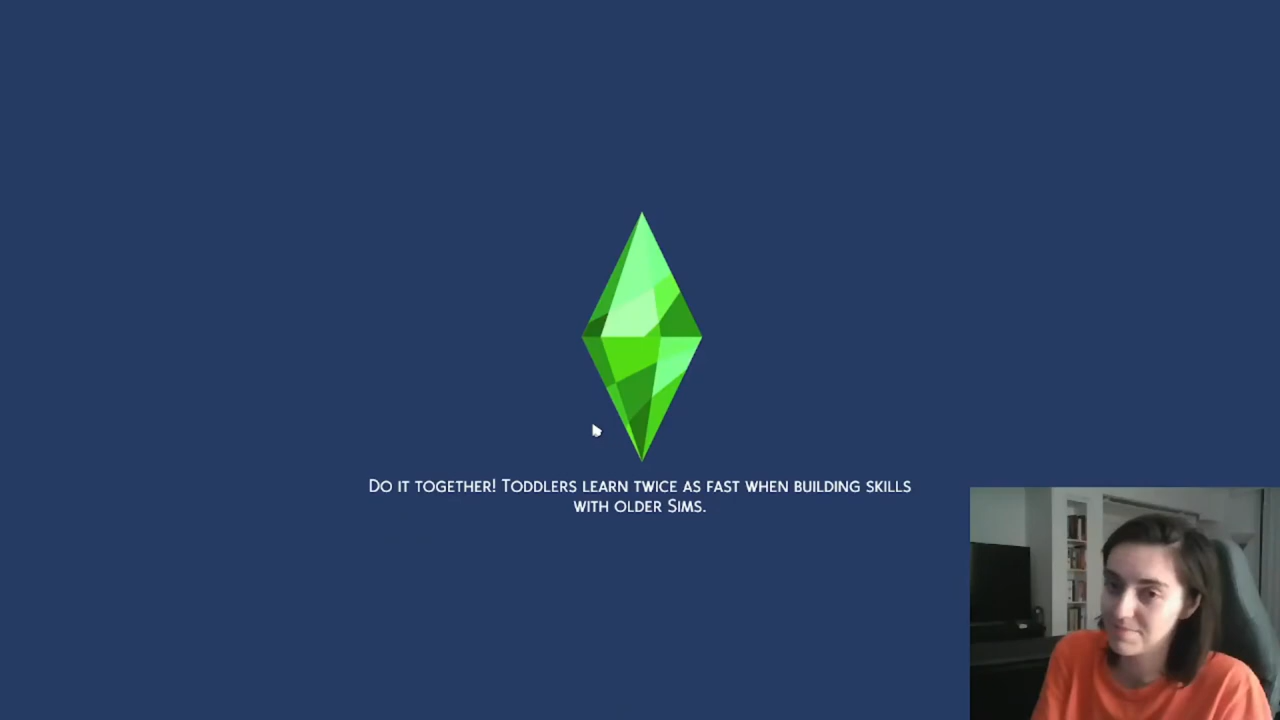 Do it together! Toddlers learn twice as fast when building skills
with older Sims.